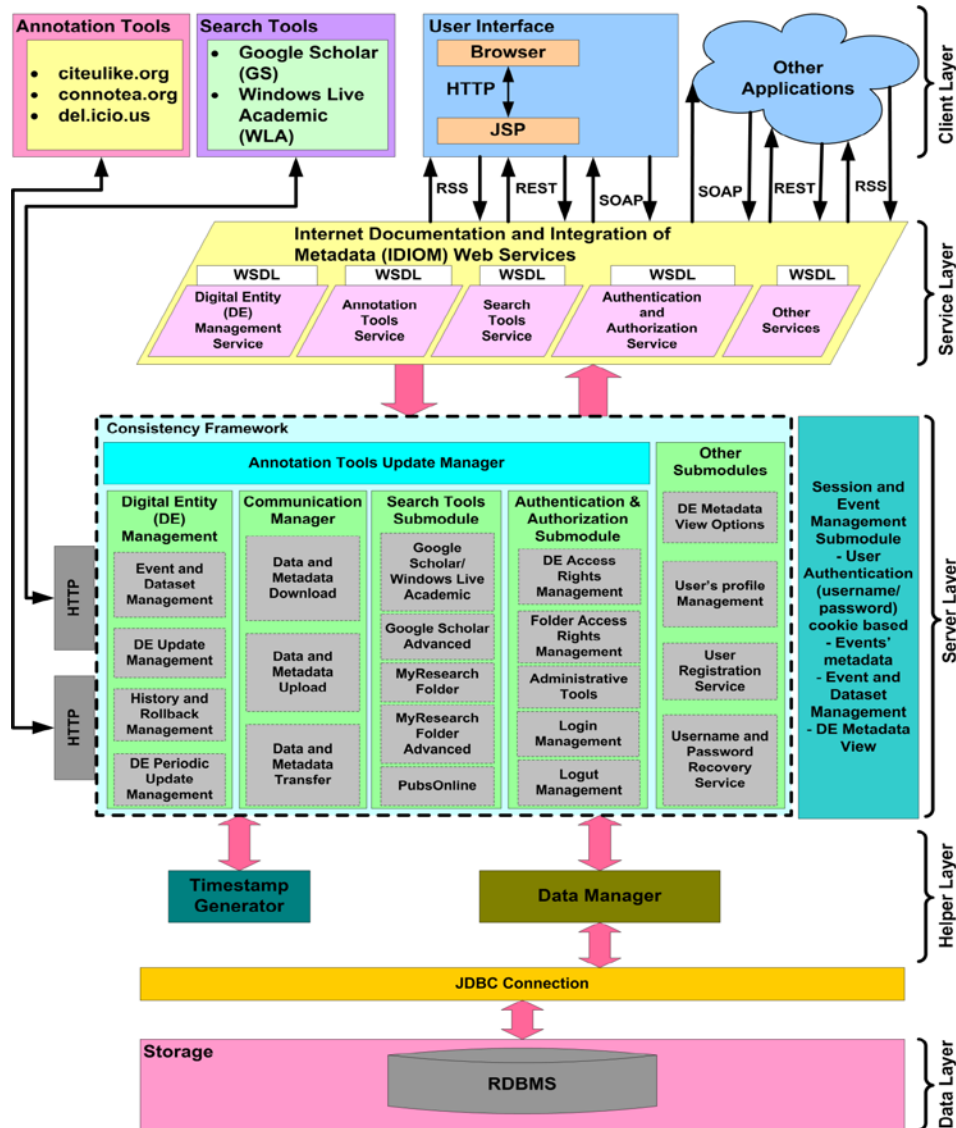 Annotation Tools
• citeulike.org
• connotea.org
• del.icio.us
Search Tools
• Google Scholar
(GS)
• Windows Live
Academic
(WLA)
User Interface
Browser
HTTP
JSP
Other
Applications
Client Layer
RSS
REST
SOAP
SOAP
REST
RSS
Internet Documentation and Integration of
Metadata (IDIOM) Web Services
WSDL
WSDL
WSDL
WSDL
WSDL
Digital Entity
(DE)
Management
Service
Annotation
Tools
Service
Search
Tools
Service
Authentication
and
Authorization
Service
Other
Services
Service Layer
Consistency Framework
Annotation Tools Update Manager
Digital Entity
(DE)
Management
Event and
Dataset
Management
DE Update
Management
History and
Rollback
Management
DE Periodic
Update
Management
Communication
Manager
Data and
Metadata
Download
Data and
Metadata
Upload
Data and
Metadata
Transfer
Search Tools
Submodule
Google
Scholar/
Windows Live
Academic
Google Scholar
Advanced
MyResearch
Folder
MyResearch
Folder
Advanced
PubsOnline
Authentication &
Authorization
Submodule
DE Access
Rights
Management
Folder Access
Rights
Management
Administrative
Tools
Login
Management
Logut
Management
Other
Submodules
DE Metadata
View Options
User's profile
Management
User
Registration
Service
Username and
Password
Recovery
Service
Session and
Event
Management
Submodule
- User
Authentication
(username/
password)
cookie based
- Events'
metadata
- Event and
Dataset
Management
- DE Metadata
View
HTTP
HTTP
Server Layer
Timestamp
Generator
Data Manager
Helper Layer
JDBC Connection
Storage
RDBMS
Data Layer